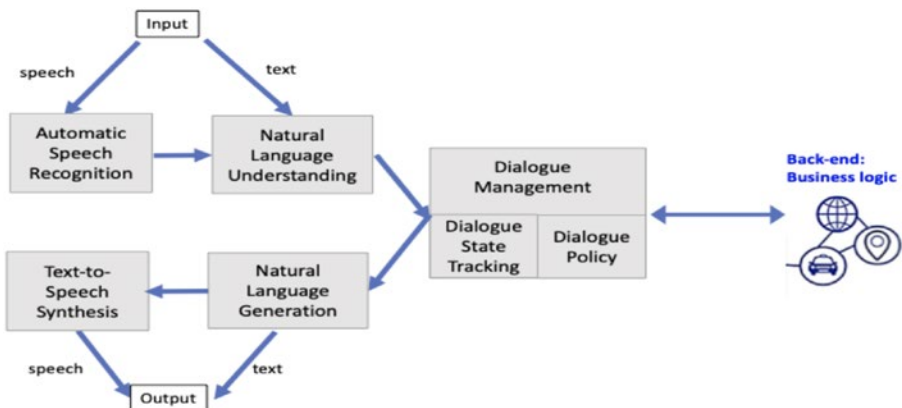 Input
speech
text
Automatic
Speech
Recognition
Natural
Language
Understanding
Dialogue
Management
Dialogue
State
Tracking
Dialogue
Policy
Back-end:
Business logic
Text-to-
Speech
Synthesis
Natural
Language
Generation
speech
text
Output